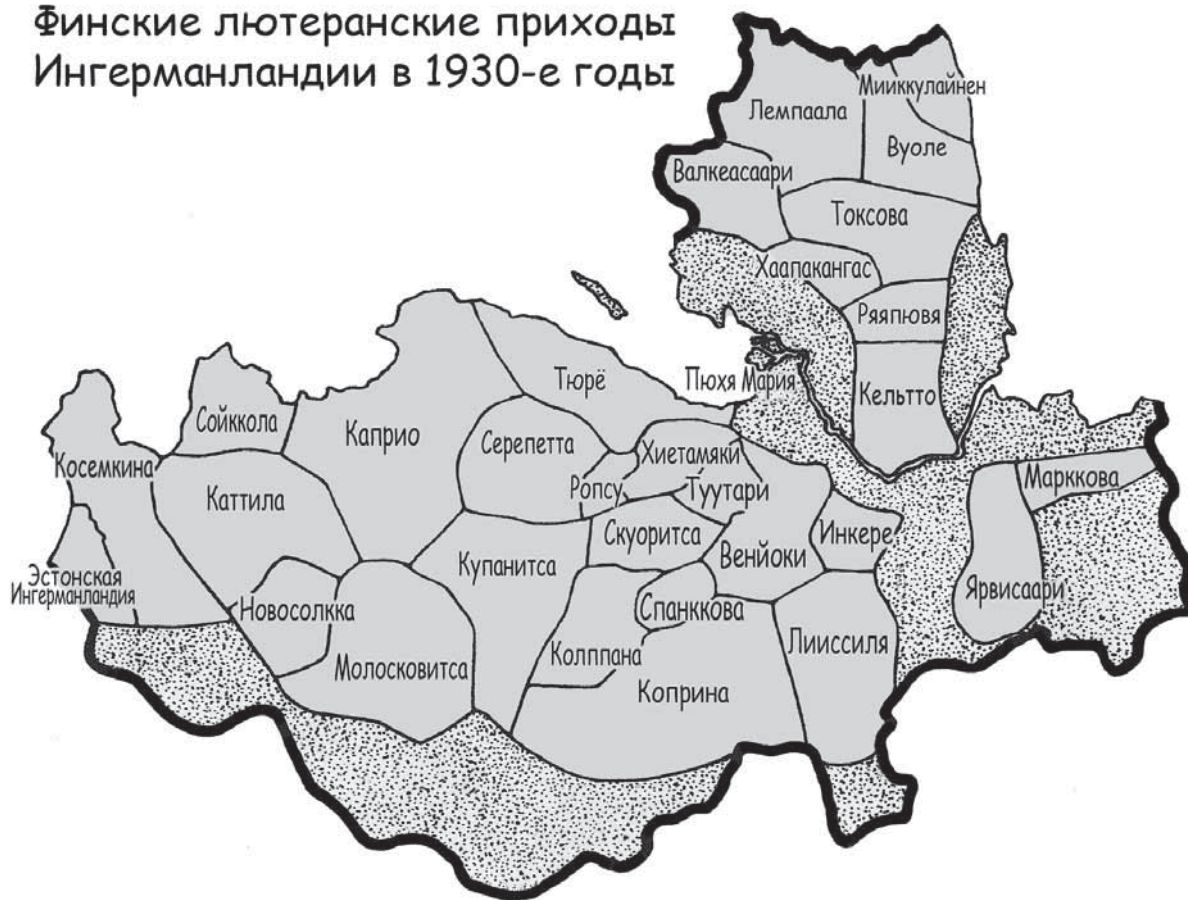 Финские лютеранские приходы
Ингерманландии в 1930-е годы
Мииккулайнен
Лемпаала
Вуоле
Валкеасаари
Токсова
Хаапакангас
Ряяпювя
Тюрё
Пюхя Мария
Кельтто
Сойккола
Каприо
Серепетта
Хиетамяки
Косемкина
Марккова
Каттила
Ропсу
Туутари
Скуоритса
Инкере
Венйоки
Купанитса
Эстонская
Ингерманландия
Ярвисаари
Новосолкка
Спанккова
Лииссиля
Колппана
Молосковитса
Коприна